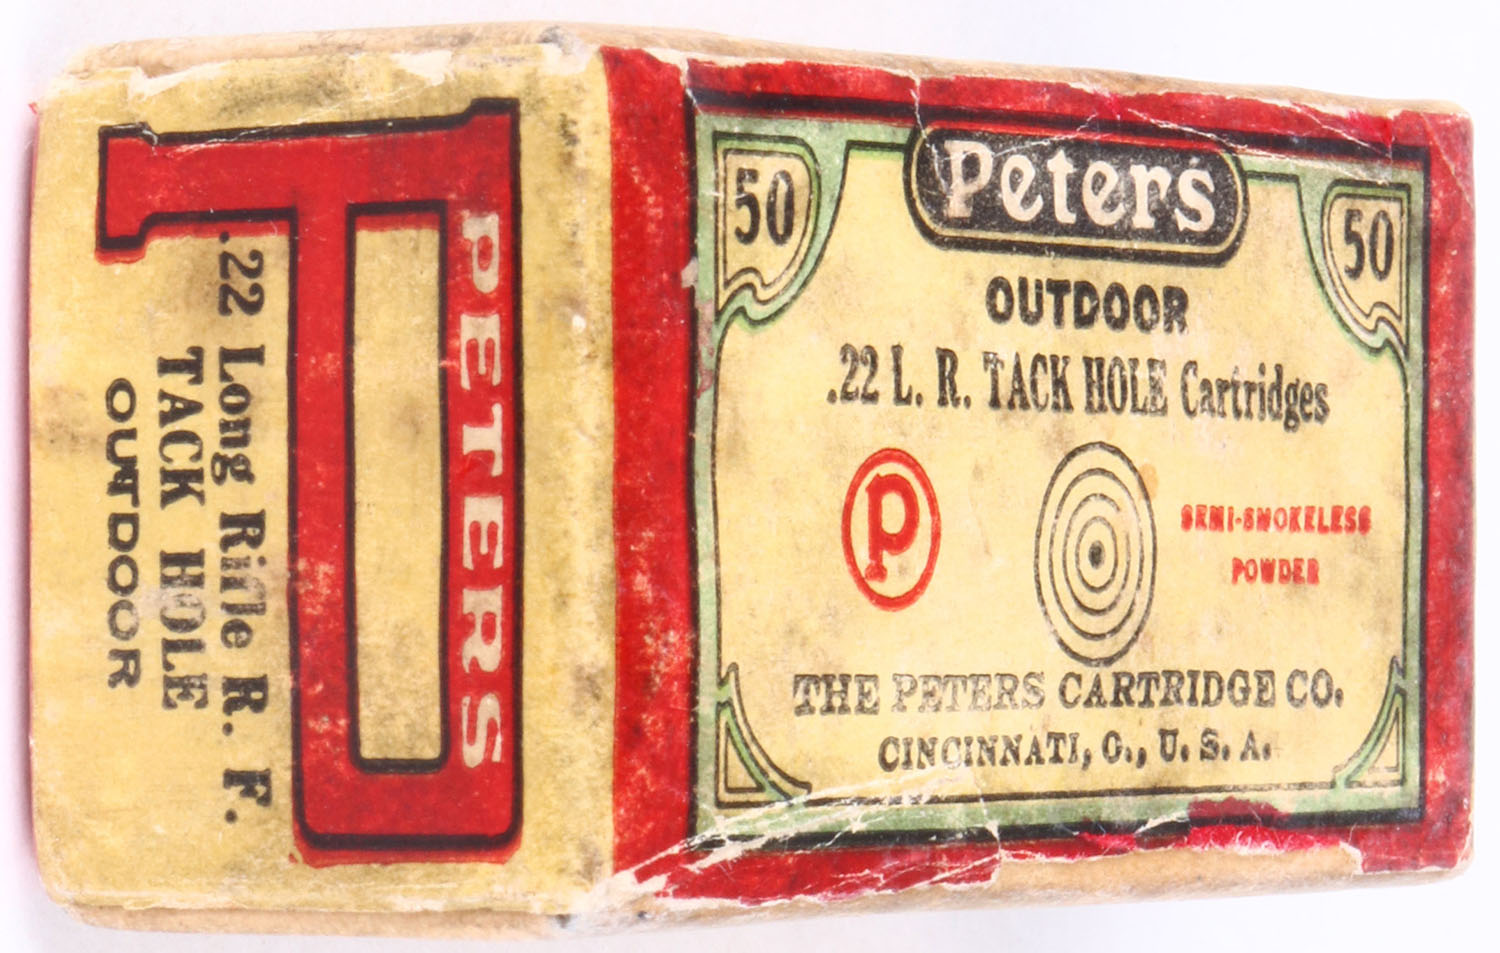 PETERS
.22 Long Rifle R. F.
TACK HOLE
OUTDOOR
50
Peters
50
OUTDOOR
.22 L. R. TACK HOLE Cartridges
P
SEMI-SMOKELESS
POWDER
THE PETERS CARTRIDGE CO.
CINCINNATI, O., U. S. A.